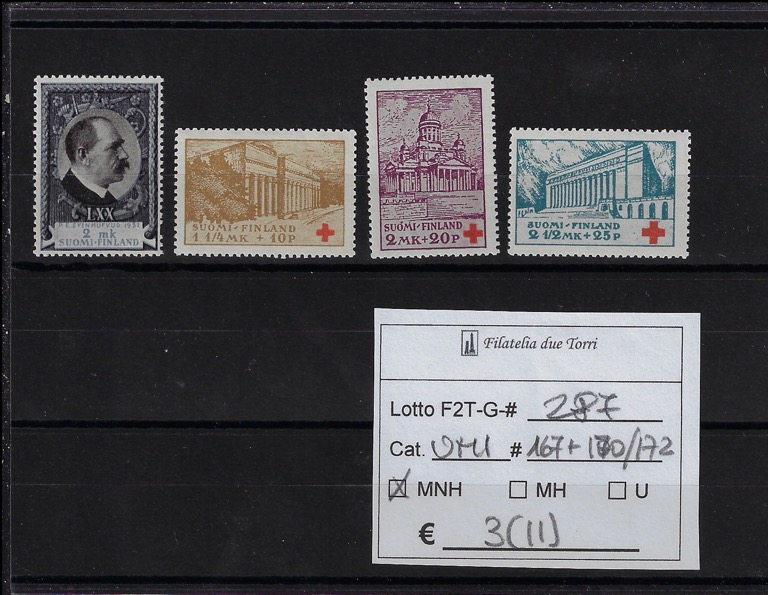 LXX
P.E.SVINHUFVUD 1931
2 mk
SUOMI-FINLAND
SUOMI-FINLAND
1 1/4 MK + 10 P
SUOMI-FINLAND
2 MK+20 P
SUOMI-FINLAND
2 1/2 MK + 25 P
Filatelia due Torri
Lotto F2T-G-# 287
Cat. # 167+170/172
MNH MH U
€ 3(11)